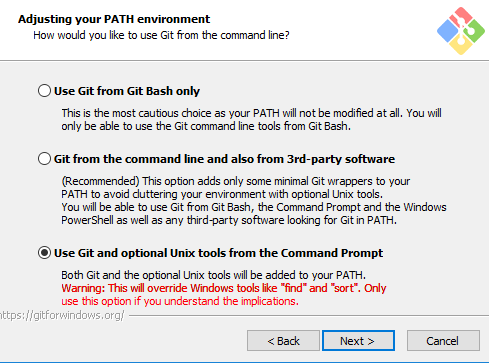 Adjusting your PATH environment
How would you like to use Git from the command line?
Use Git from Git Bash only
This is the most cautious choice as your PATH will not be modified at all. You will
only be able to use the Git command line tools from Git Bash.
Git from the command line and also from 3rd-party software
(Recommended) This option adds only some minimal Git wrappers to your
PATH to avoid cluttering your environment with optional Unix tools.
You will be able to use Git from Git Bash, the Command Prompt and the Windows
PowerShell as well as any third-party software looking for Git in PATH.
Use Git and optional Unix tools from the Command Prompt
Both Git and the optional Unix tools will be added to your PATH.
Warning: This will override Windows tools like "find" and "sort". Only
use this option if you understand the implications.
https://gitforwindows.org/
< Back
Next >
Cancel